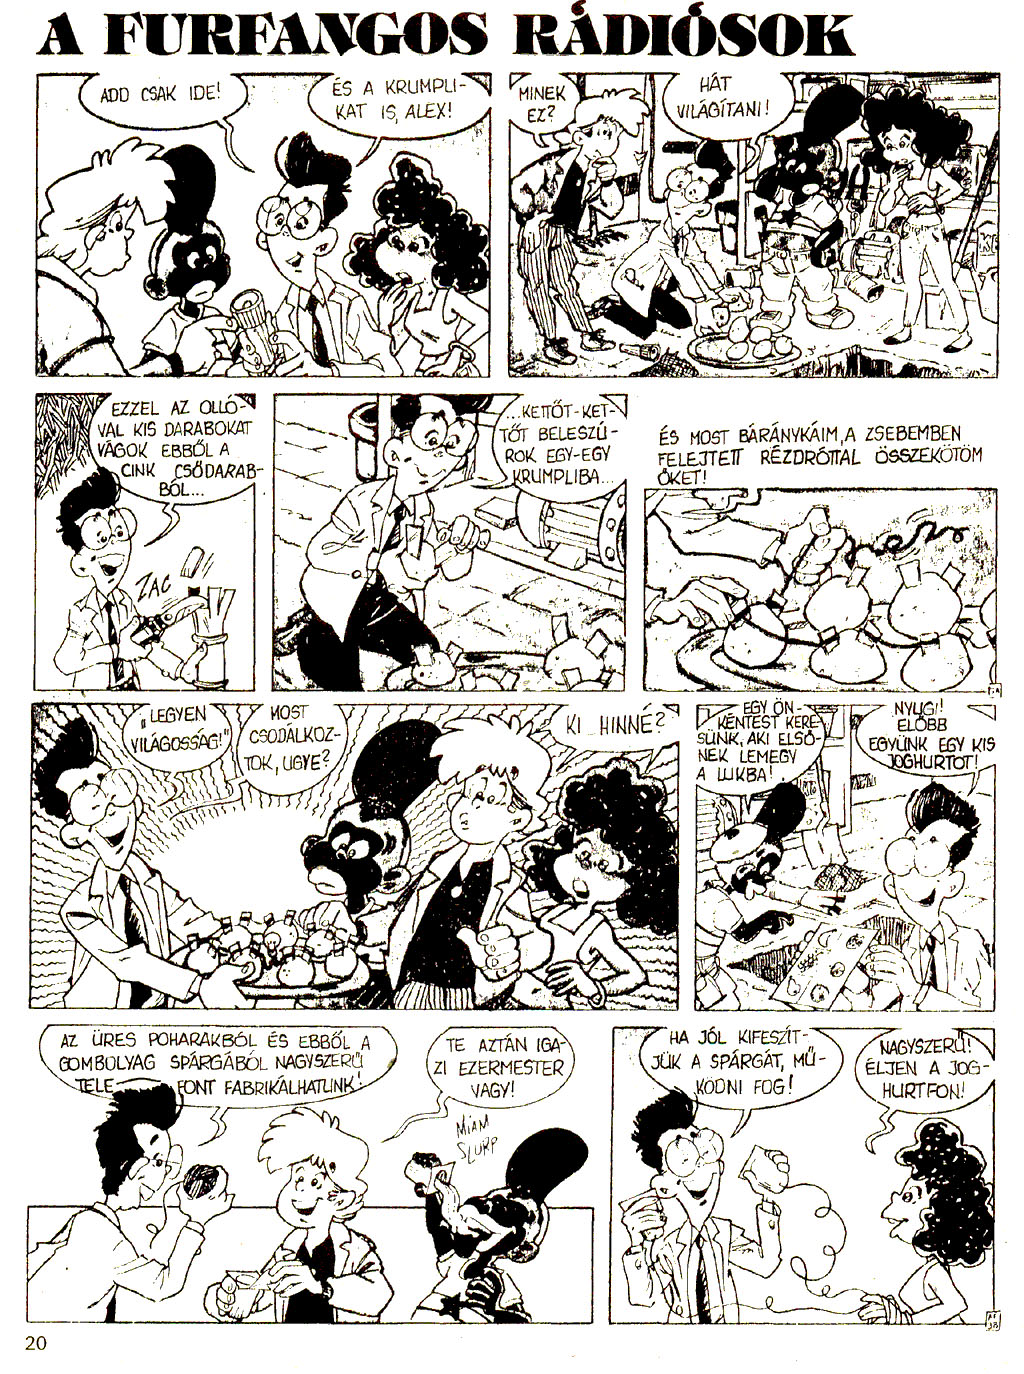 A FURFANGOS RÁDIÓSOK
ADD CSAK IDE!
ÉS A KRUMPLI-
KAT IS, ALEX!
MINEK
EZ?
HÁT
VILÁGÍTANI!
EZZEL AZ OLLÓ-
VAL KIS DARABOKAT
VÁGOK EBBŐL A
CINK CSŐDARAB-
BÓL...
ZAC
...KETTŐT-KET-
TŐT BELESZÚ-
ROK EGY-EGY
KRUMPLIBA...
ÉS MOST BÁRÁNYKÁIM, A ZSEBEMBEN
FELEJTETT RÉZDRÓTTAL ÖSSZEKÖTÖM
ŐKET!
„LEGYEN
VILÁGOSSÁG!"
MOST
CSODÁLKOZ-
TOK, UGYE?
KI HINNÉ?
EGY ÖN-
KÉNTEST KERE-
SÜNK, AKI ELSŐ-
NEK LEMEGY
A LUKBA!
NYUGI!
ELŐBB
EGYÜNK EGY KIS
JOGHURTOT!
AZ ÜRES POHARAKBÓL ÉS EBBŐL A
GOMBOLYAG SPÁRGÁBÓL NAGYSZERŰ
TELE FONT FABRIKÁLHATUNK!
TE AZTÁN IGA-
ZI EZERMESTER
VAGY!
MIAM
SLURP
HA JÓL KIFESZÍT-
JÜK A SPÁRGÁT, MŰ-
KÖDNI FOG!
NAGYSZERŰ!
ÉLJEN A JOG-
HURTFON!
20